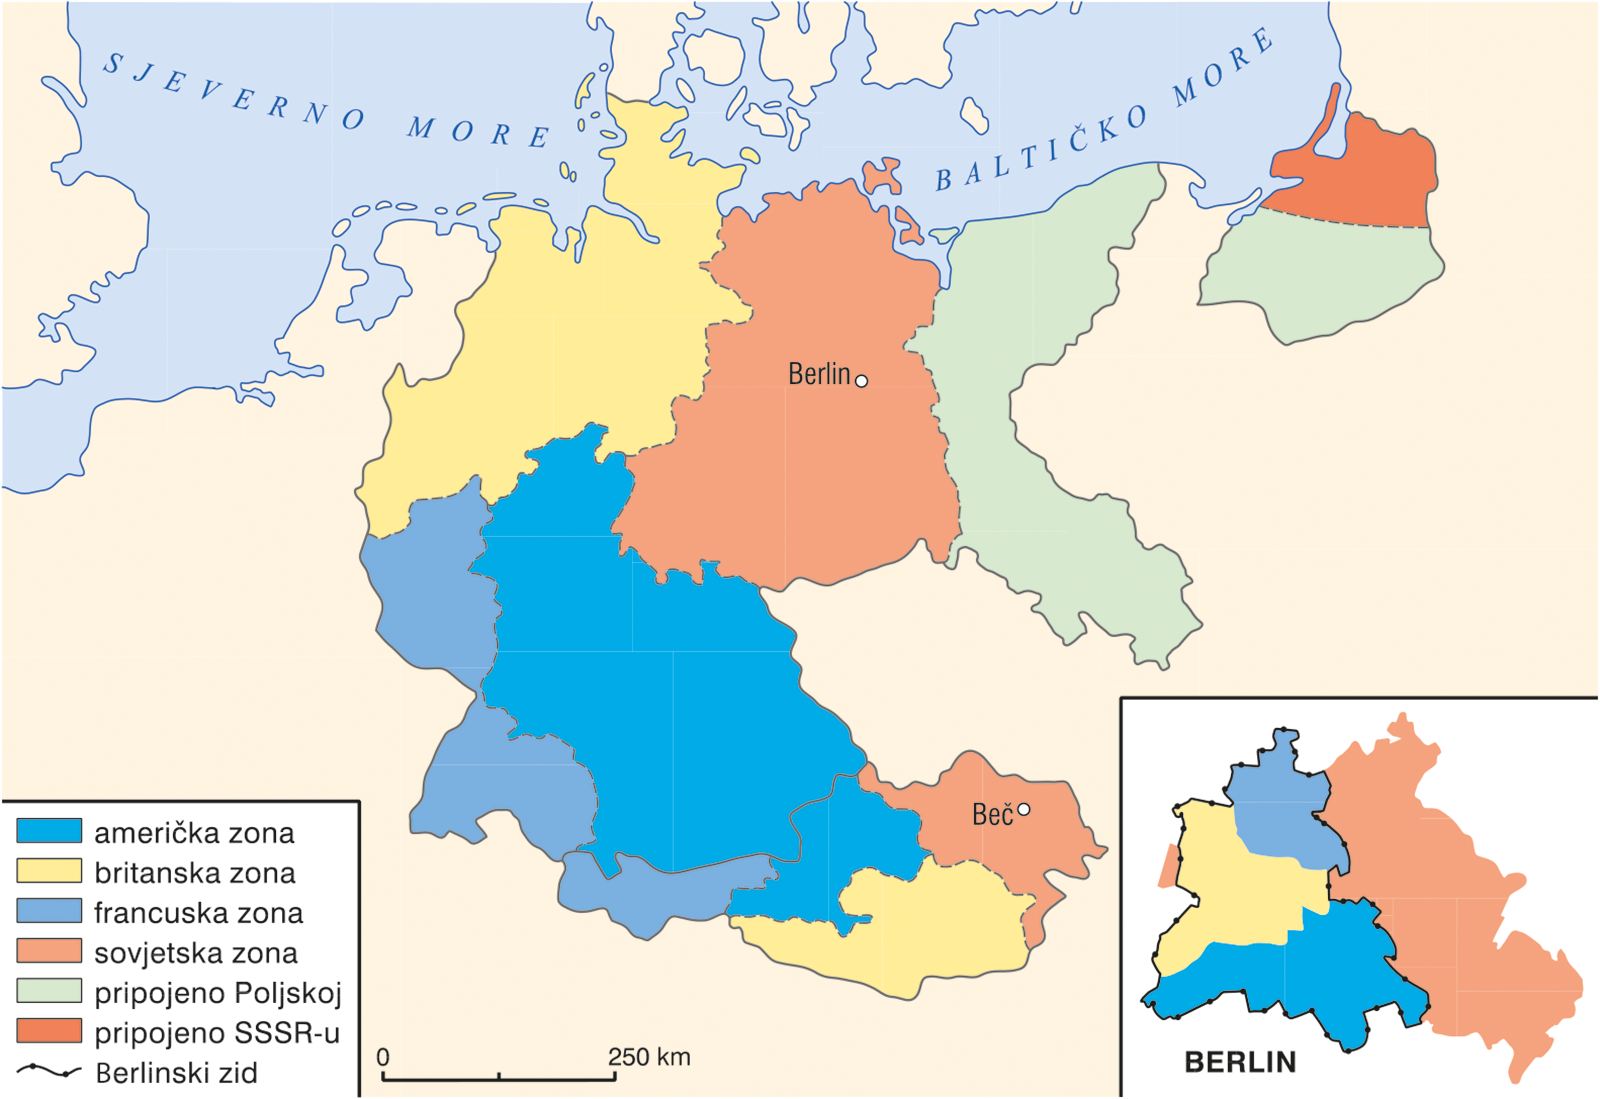 SJEVERNO MORE
BALTIČKO MORE
Berlin
Beč
američka zona
britanska zona
francuska zona
sovjetska zona
pripojeno Poljskoj
pripojeno SSSR-u
Berlinski zid
0 250 km
BERLIN